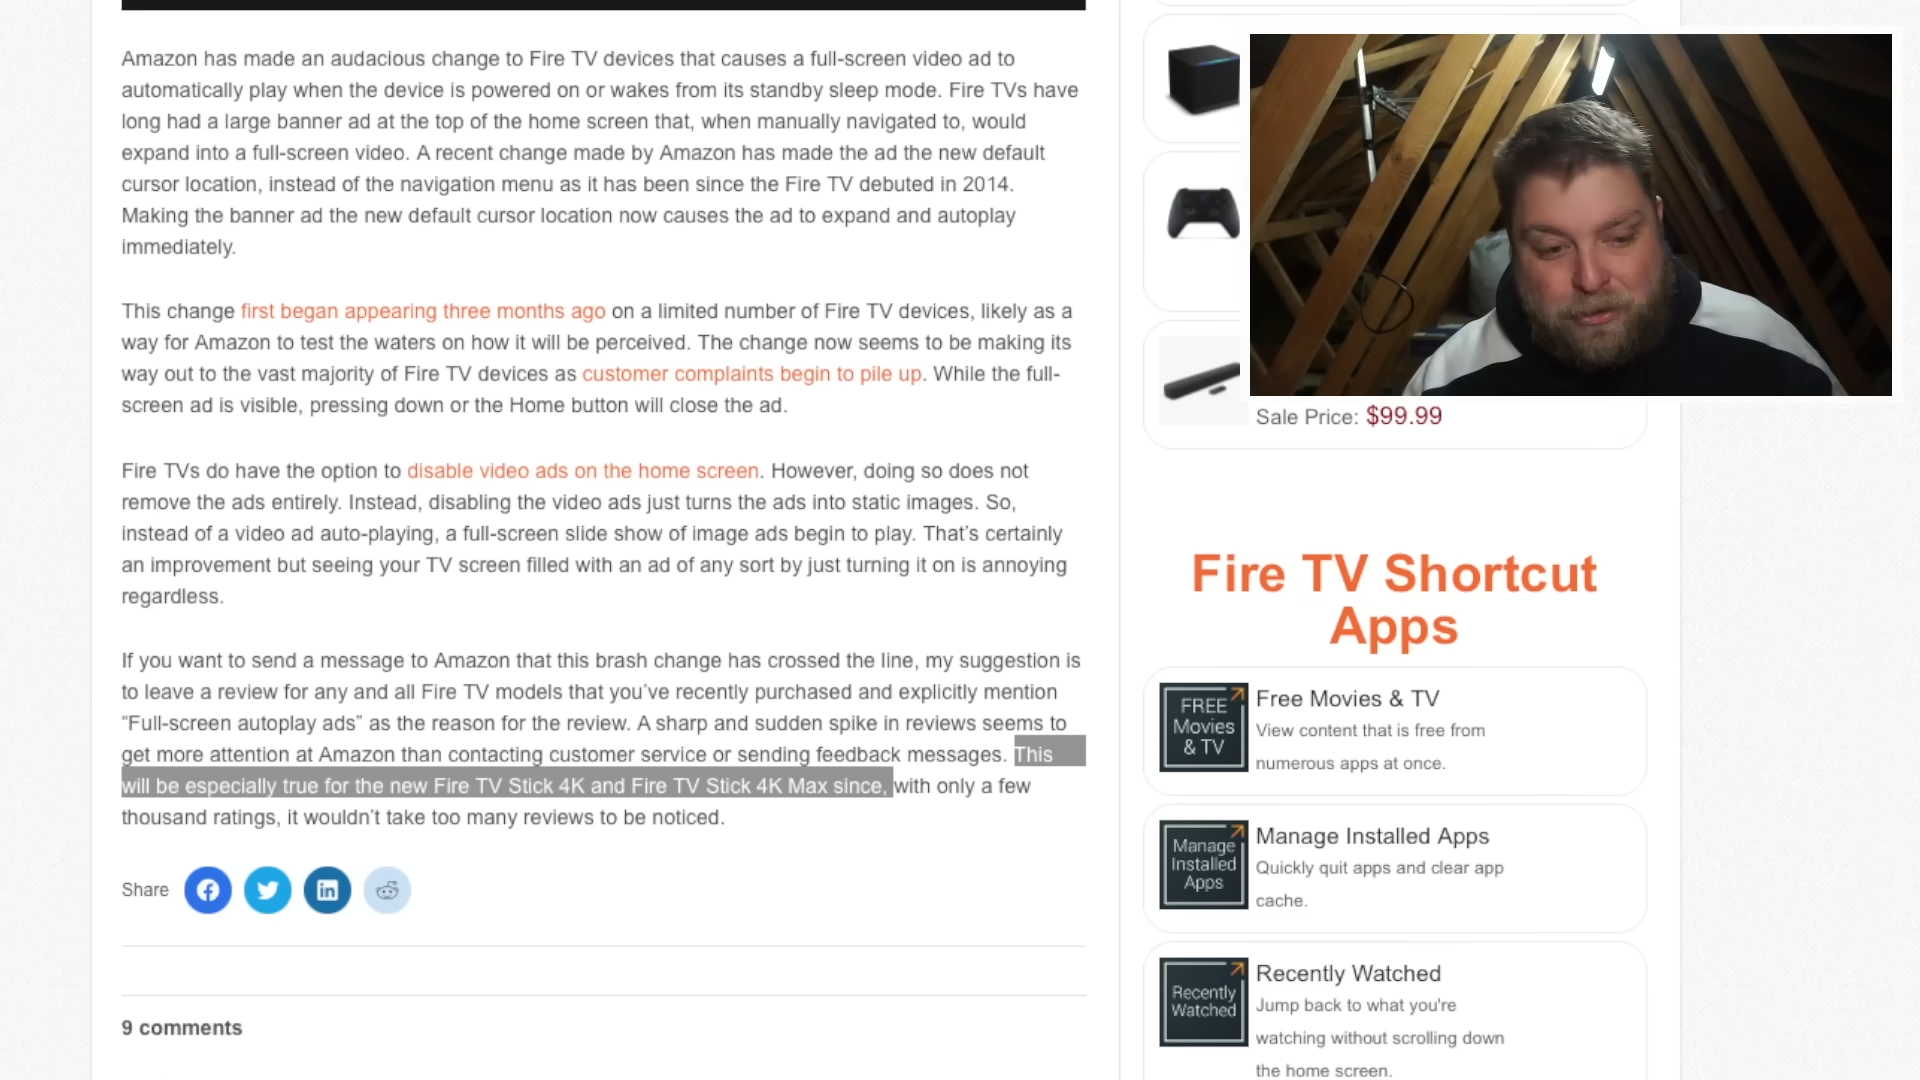 Amazon has made an audacious change to Fire TV devices that causes a full-screen video ad to
automatically play when the device is powered on or wakes from its standby sleep mode. Fire TVs have
long had a large banner ad at the top of the home screen that, when manually navigated to, would
expand into a full-screen video. A recent change made by Amazon has made the ad the new default
cursor location, instead of the navigation menu as it has been since the Fire TV debuted in 2014.
Making the banner ad the new default cursor location now causes the ad to expand and autoplay
immediately.
This change first began appearing three months ago on a limited number of Fire TV devices, likely as a
way for Amazon to test the waters on how it will be perceived. The change now seems to be making its
way out to the vast majority of Fire TV devices as customer complaints begin to pile up. While the full-
screen ad is visible, pressing down or the Home button will close the ad.
Fire TVs do have the option to disable video ads on the home screen. However, doing so does not
remove the ads entirely. Instead, disabling the video ads just turns the ads into static images. So,
instead of a video ad auto-playing, a full-screen slide show of image ads begin to play. That's certainly
an improvement but seeing your TV screen filled with an ad of any sort by just turning it on is annoying
regardless.
If you want to send a message to Amazon that this brash change has crossed the line, my suggestion is
to leave a review for any and all Fire TV models that you've recently purchased and explicitly mention
“Full-screen autoplay ads” as the reason for the review. A sharp and sudden spike in reviews seems to
get more attention at Amazon than contacting customer service or sending feedback messages. This
will be especially true for the new Fire TV Stick 4K and Fire TV Stick 4K Max since, with only a few
thousand ratings, it wouldn't take too many reviews to be noticed.
Share
9 comments
Sale Price: $99.99
Fire TV Shortcut
Apps
FREE
Movies
& TV
Free Movies & TV
View content that is free from
numerous apps at once.
Manage
Installed
Apps
Manage Installed Apps
Quickly quit apps and clear app
cache.
Recently
Watched
Recently Watched
Jump back to what you're
watching without scrolling down
the home screen.